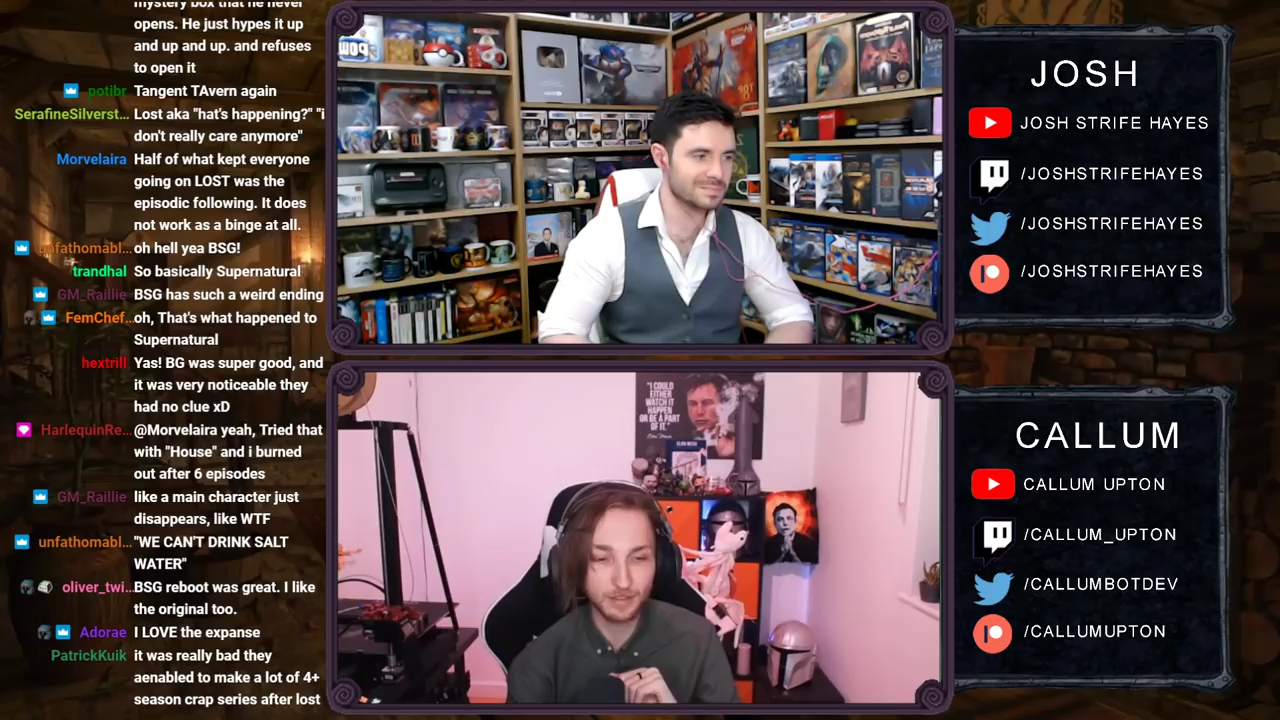 mystery box that he never
opens. He just hypes it up
and up and up. and refuses
to open it
potibr Tangent TAvern again
SerafineSilverst... Lost aka "hat's happening?" "i
don't really care anymore"
Morvelaira Half of what kept everyone
going on LOST was the
episodic following. It does
not work as a binge at all.
unfathomabl... oh hell yea BSG!
trandhal So basically Supernatural
GM_Raillie BSG has such a weird ending
FemChef... oh, That's what happened to
Supernatural
hextrill Yas! BG was super good, and
it was very noticeable they
had no clue xD
HarlequinRe... @Morvelaira yeah, Tried that
with "House" and i burned
out after 6 episodes
GM_Raillie like a main character just
disappears, like WTF
unfathomabl... "WE CAN'T DRINK SALT
WATER"
oliver_twi... BSG reboot was great. I like
the original too.
Adorae I LOVE the expanse
PatrickKuik it was really bad they
aenabled to make a lot of 4+
season crap series after lost
"I COULD
EITHER
WATCH IT
HAPPEN
OR BE A PART
OF IT."
JOSH
JOSH STRIFE HAYES
/JOSHSTRIFEHAYES
/JOSHSTRIFEHAYES
/JOSHSTRIFEHAYES
CALLUM
CALLUM UPTON
/CALLUM_UPTON
/CALLUMBOTDEV
/CALLUMUPTON